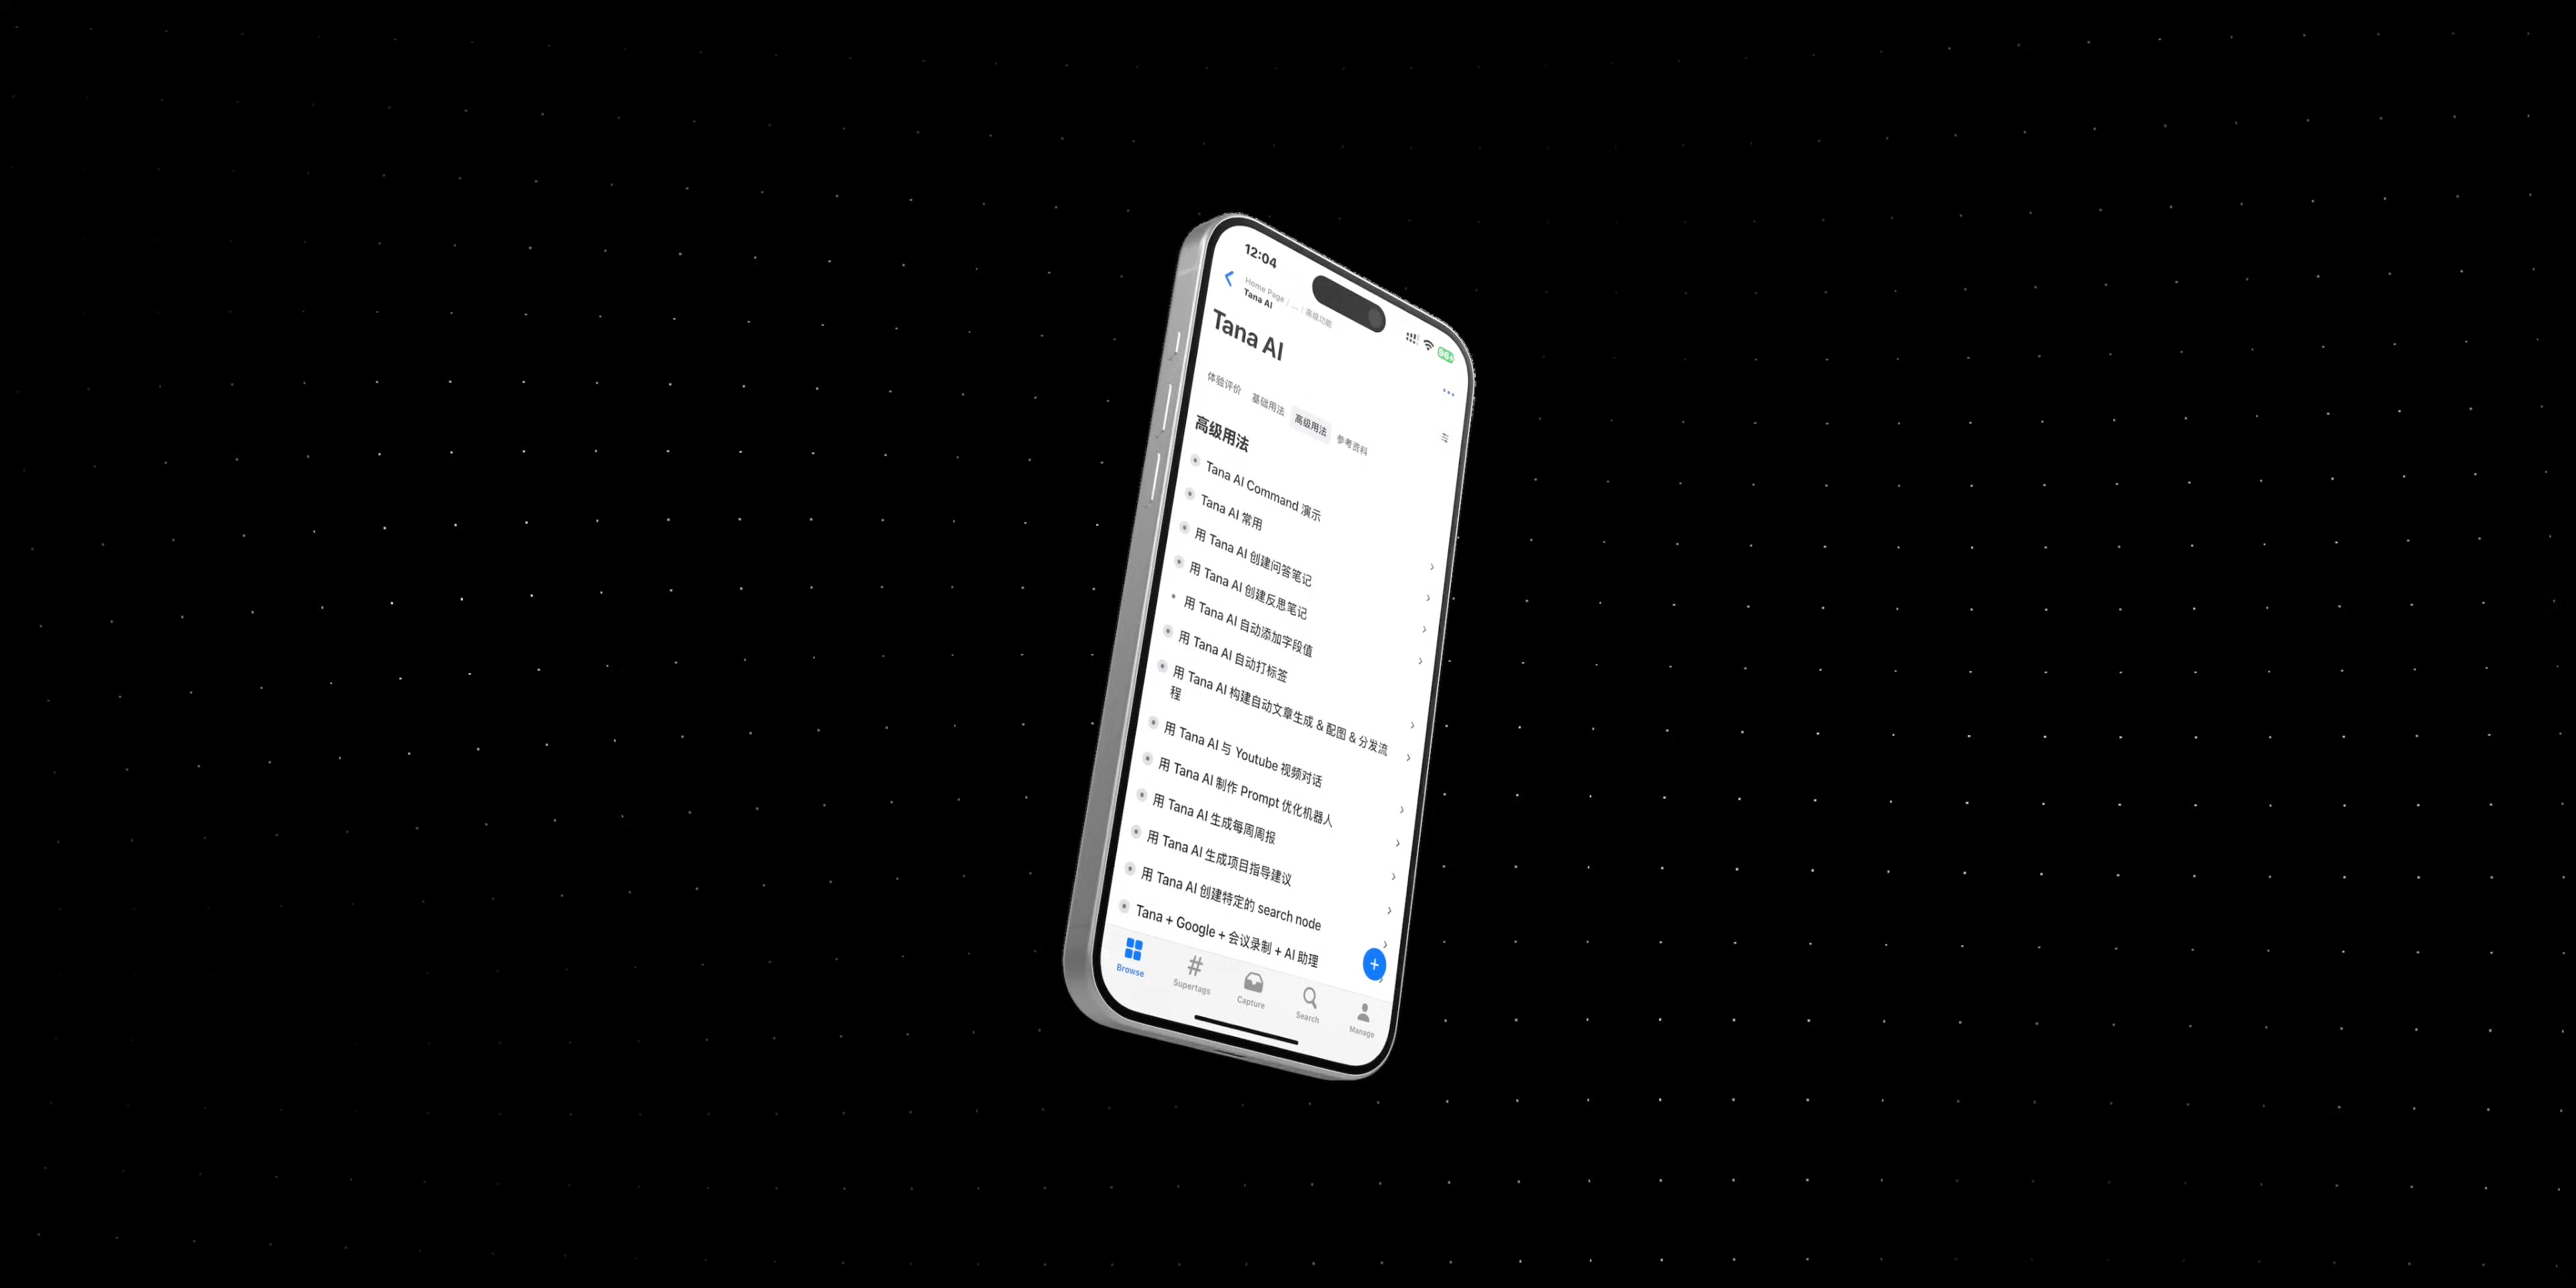 12:04
Home Page / ... / 高级功能
Tana AI
Tana AI
体验评价 基础用法 高级用法 参考资料
高级用法
Tana AI Command 演示
Tana AI 常用
用 Tana AI 创建问答笔记
用 Tana AI 创建反思笔记
用 Tana AI 自动添加字段值
用 Tana AI 自动打标签
用 Tana AI 构建自动文章生成 & 配图 & 分发流
程
用 Tana AI 与 Youtube 视频对话
用 Tana AI 制作 Prompt 优化机器人
用 Tana AI 生成每周周报
用 Tana AI 生成项目指导建议
用 Tana AI 创建特定的 search node
Tana + Google + 会议录制 + AI 助理
Browse Supertags Capture Search Manage